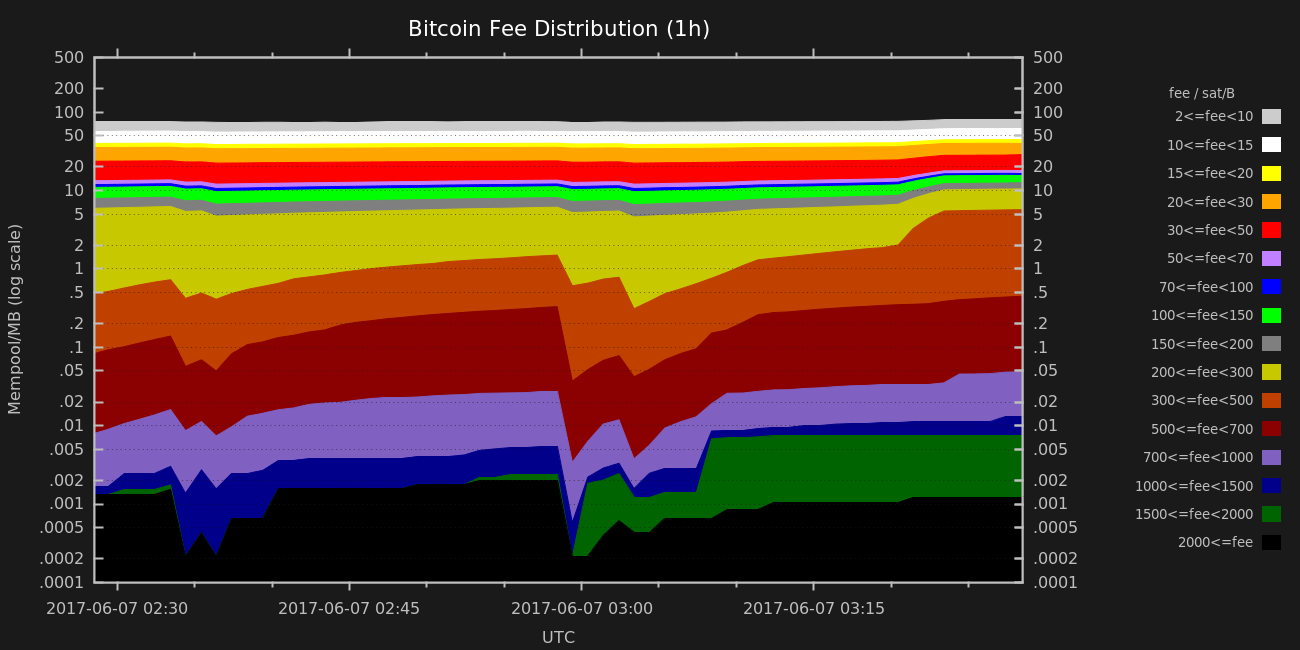 Bitcoin Fee Distribution (1h)
500
200
100
50
20
10
5
2
1
.5
.2
.1
.05
.02
.01
.005
.002
.001
.0005
.0002
.0001
Mempool/MB (log scale)
500
200
100
50
20
10
5
2
1
.5
.2
.1
.05
.02
.01
.005
.002
.001
.0005
.0002
.0001
2017-06-07 02:30
2017-06-07 02:45
2017-06-07 03:00
2017-06-07 03:15
UTC
fee / sat/B
2<=fee<10
10<=fee<15
15<=fee<20
20<=fee<30
30<=fee<50
50<=fee<70
70<=fee<100
100<=fee<150
150<=fee<200
200<=fee<300
300<=fee<500
500<=fee<700
700<=fee<1000
1000<=fee<1500
1500<=fee<2000
2000<=fee